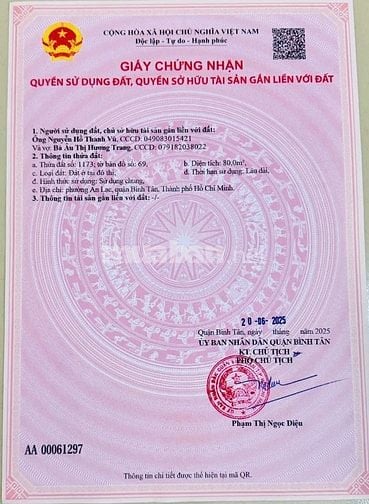 CỘNG HÒA XÃ HỘI CHỦ NGHĨA VIỆT NAM
Độc lập - Tự do - Hạnh phúc
GIẤY CHỨNG NHẬN
QUYỀN SỬ DỤNG ĐẤT, QUYỀN SỞ HỮU TÀI SẢN GẮN LIỀN VỚI ĐẤT
1. Người sử dụng đất, chủ sở hữu tài sản gắn liền với đất:
Ông Nguyễn Hồ Thanh Vũ, CCCD: 049083015421
Và vợ: Bà Âu Thị Hương Trang, CCCD: 079182038022
2. Thông tin thửa đất:
a. Thửa đất số: 1173; tờ bản đồ số: 69, b. Diện tích: 80,0m².
c. Loại đất: Đất ở tại đô thị; d. Thời hạn sử dụng: Lâu dài,
đ. Hình thức sử dụng: Sử dụng chung,
e. Địa chỉ: phường An Lạc, quận Bình Tân, Thành phố Hồ Chí Minh.
3. Thông tin tài sản gắn liền với đất: -/-
20-06-2025
Quận Bình Tân, ngày tháng năm 2025
ỦY BAN NHÂN DÂN QUẬN BÌNH TÂN
KT. CHỦ TỊCH
PHÓ CHỦ TỊCH
Phạm Thị Ngọc Diệu
AA 00061297
Thông tin chi tiết được thể hiện tại mã QR.